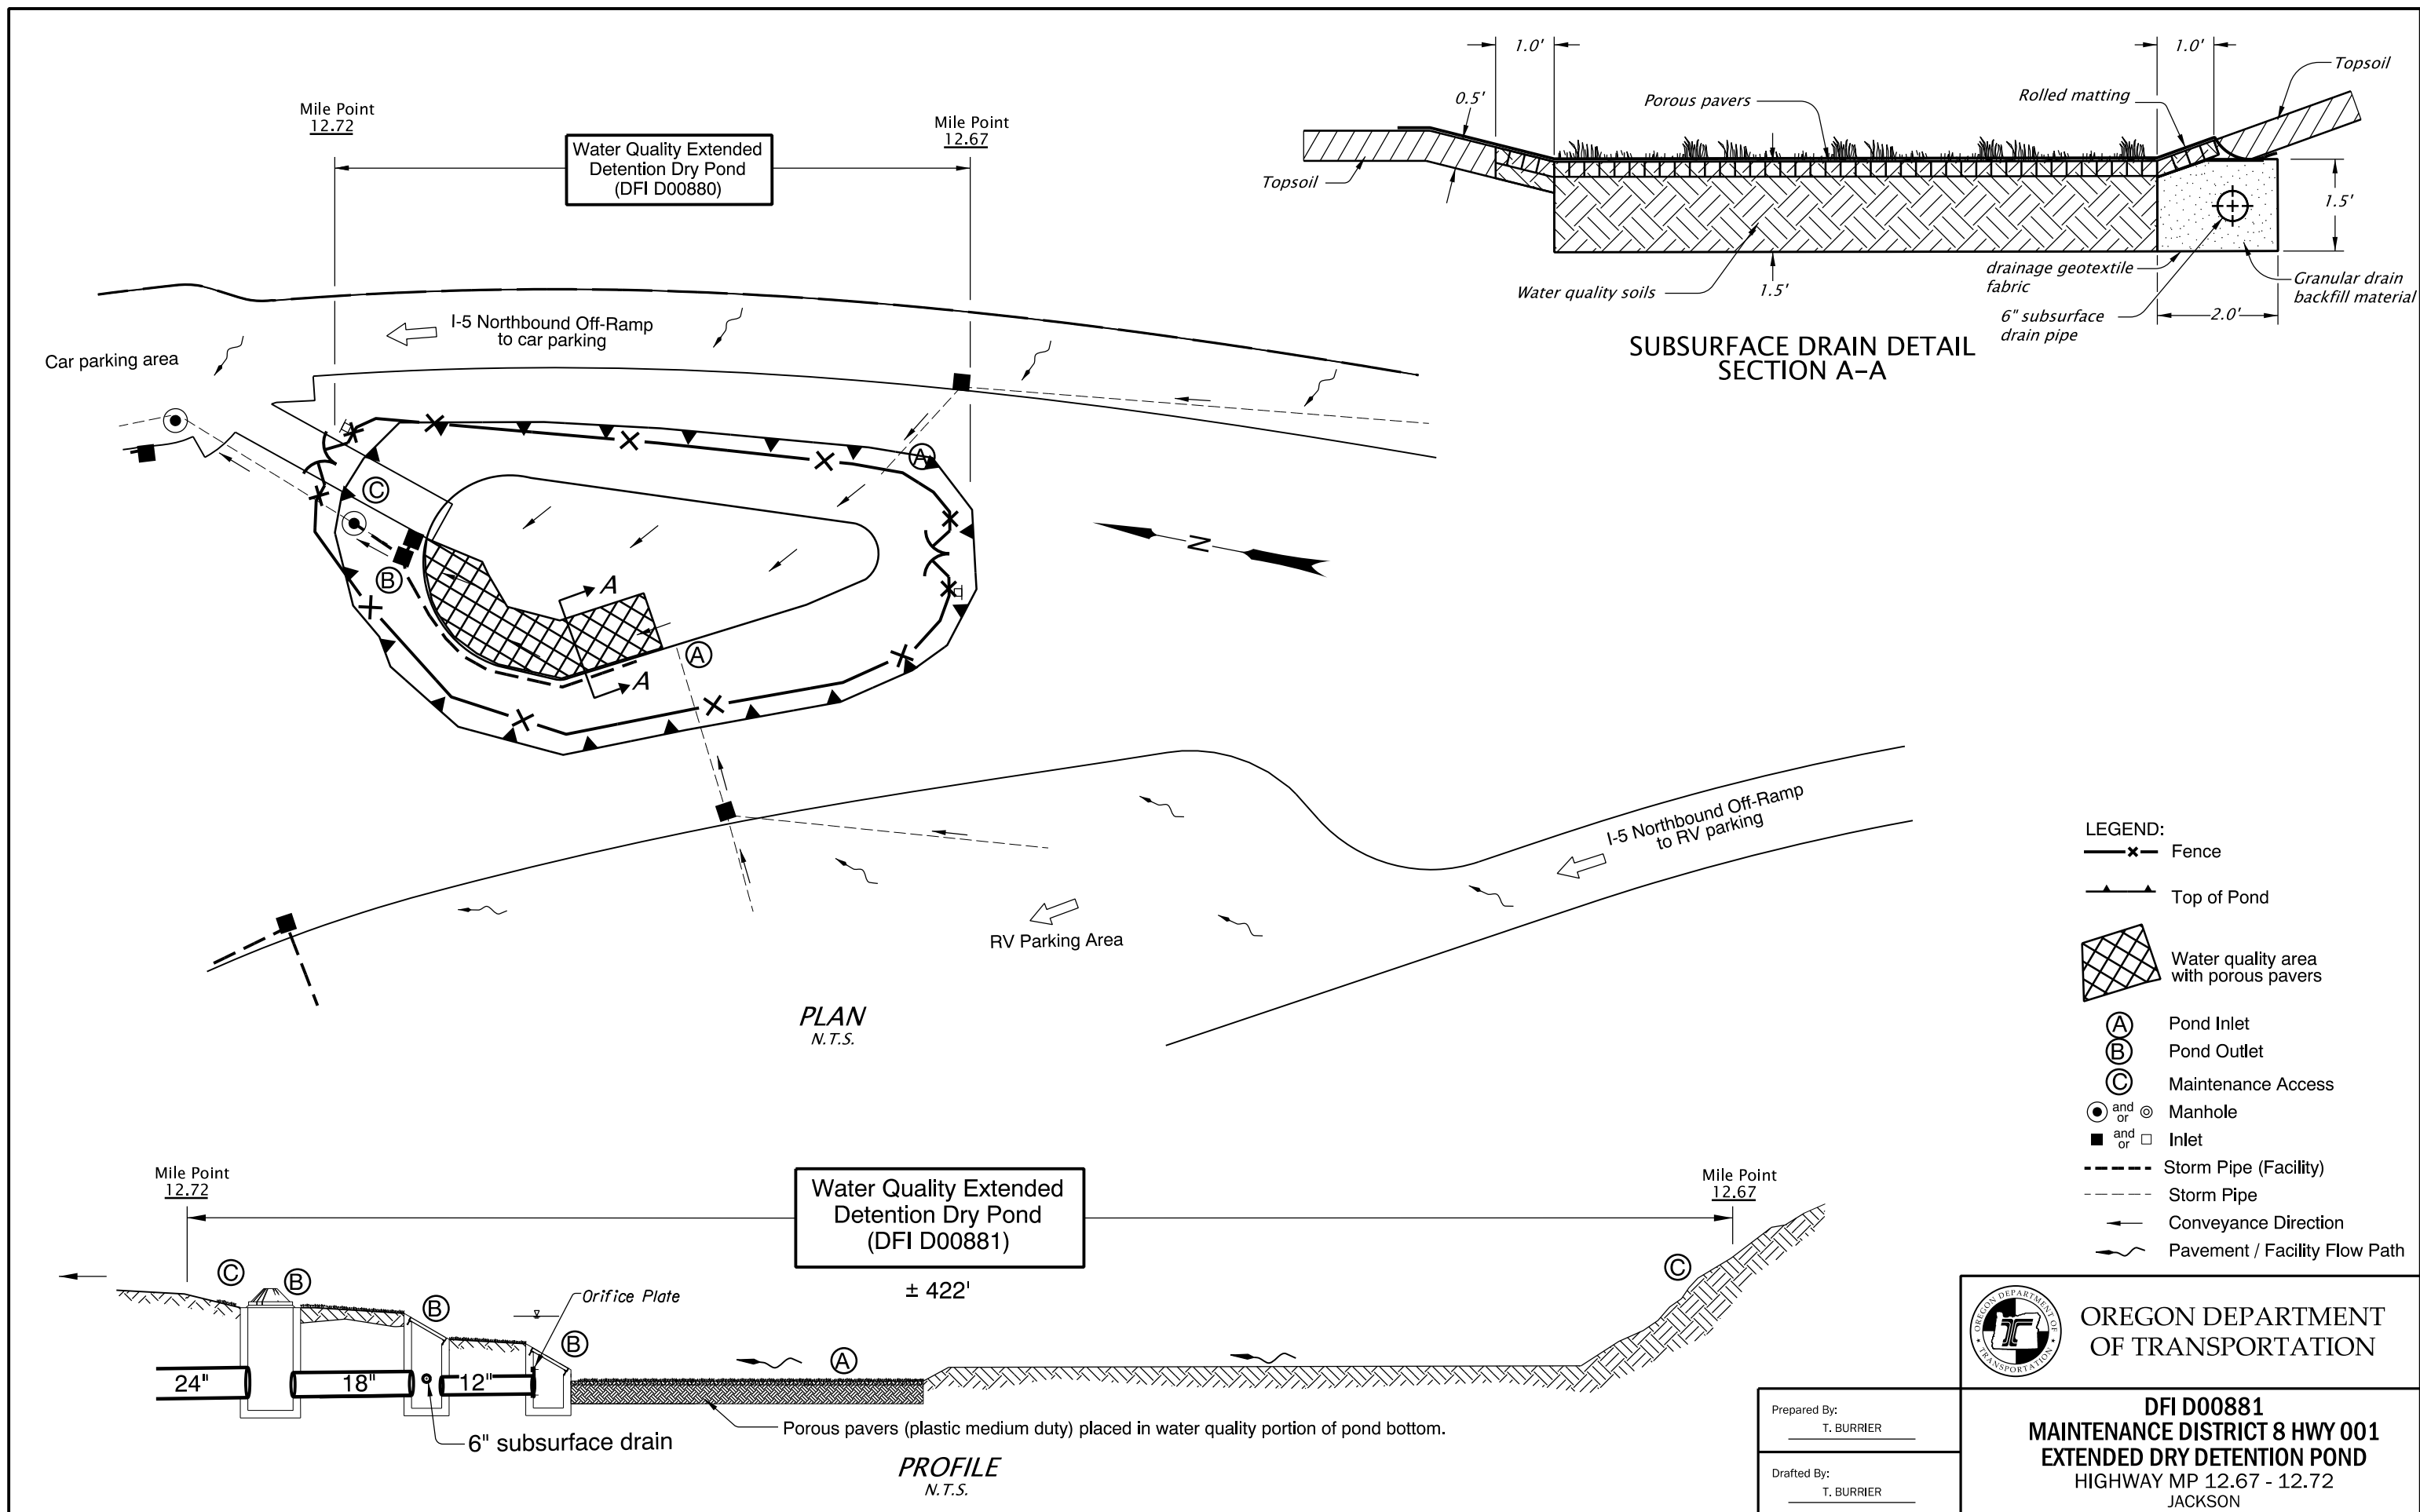 Mile Point
12.72
Water Quality Extended
Detention Dry Pond
(DFI D00880)
Mile Point
12.67
I-5 Northbound Off-Ramp
to car parking
Car parking area
A
C
B
A
A
A
N
I-5 Northbound Off-Ramp
to RV parking
RV Parking Area
PLAN
N.T.S.
1.0'
1.0'
0.5'
Topsoil
Porous pavers
Rolled matting
Topsoil
1.5'
Water quality soils
1.5'
drainage geotextile
fabric
6" subsurface
drain pipe
2.0'
Granular drain
backfill material
SUBSURFACE DRAIN DETAIL
SECTION A-A
LEGEND:
Fence
Top of Pond
Water quality area
with porous pavers
A Pond Inlet
B Pond Outlet
C Maintenance Access
and
or
Manhole
and
or
Inlet
Storm Pipe (Facility)
Storm Pipe
Conveyance Direction
Pavement / Facility Flow Path
Mile Point
12.72
Water Quality Extended
Detention Dry Pond
(DFI D00881)
± 422'
Mile Point
12.67
C
B
B
Orifice Plate
B
A
C
24"
18"
12"
6" subsurface drain
Porous pavers (plastic medium duty) placed in water quality portion of pond bottom.
PROFILE
N.T.S.
OREGON DEPARTMENT OF
TRANSPORTATION
OREGON DEPARTMENT
OF TRANSPORTATION
Prepared By:
T. BURRIER
Drafted By:
T. BURRIER
DFI D00881
MAINTENANCE DISTRICT 8 HWY 001
EXTENDED DRY DETENTION POND
HIGHWAY MP 12.67 - 12.72
JACKSON